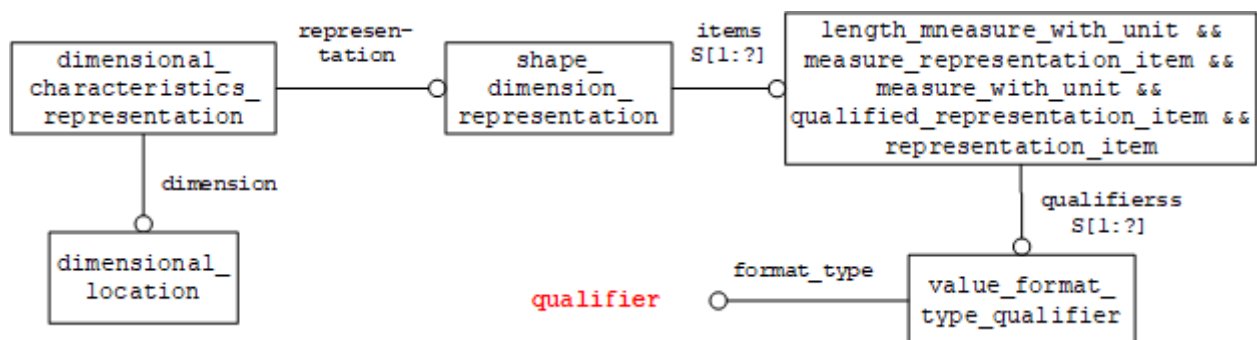 represen-
tation
items
S[1:?]
dimensional_
characteristics_
representation
shape_
dimension_
representation
length_mneasure_with_unit &&
measure_representation_item &&
measure_with_unit &&
qualified_representation_item &&
representation_item
dimension
qualifierss
S[1:?]
dimensional_
location
qualifier
format_type
value_format_
type_qualifier